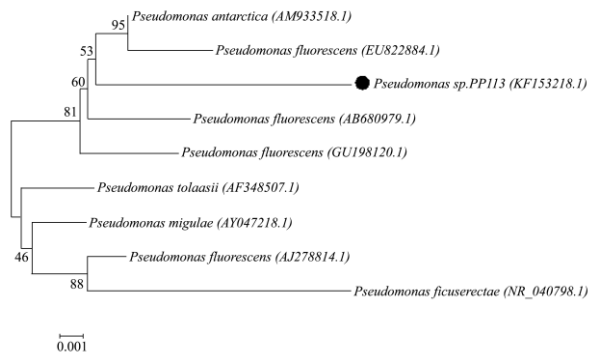 95
Pseudomonas antarctica (AM933518.1)
Pseudomonas fluorescens (EU822884.1)
53
Pseudomonas sp.PP113 (KF153218.1)
60
81
Pseudomonas fluorescens (AB680979.1)
Pseudomonas fluorescens (GU198120.1)
Pseudomonas tolaasii (AF348507.1)
Pseudomonas migulae (AY047218.1)
46
Pseudomonas fluorescens (AJ278814.1)
88
Pseudomonas ficuserectae (NR_040798.1)
0.001